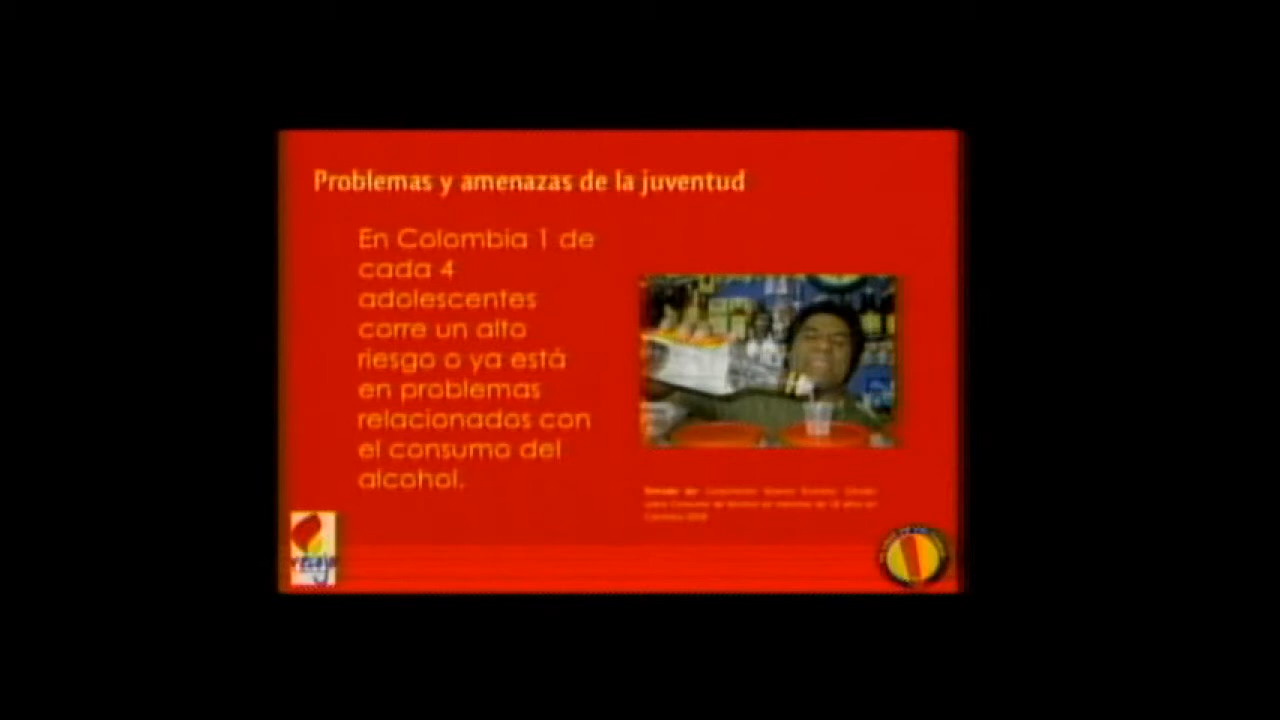 Problemas y amenazas de la juventud
En Colombia 1 de
cada 4
adolescentes
corre un alto
riesgo o ya está
en problemas
relacionados con
el consumo del
alcohol.